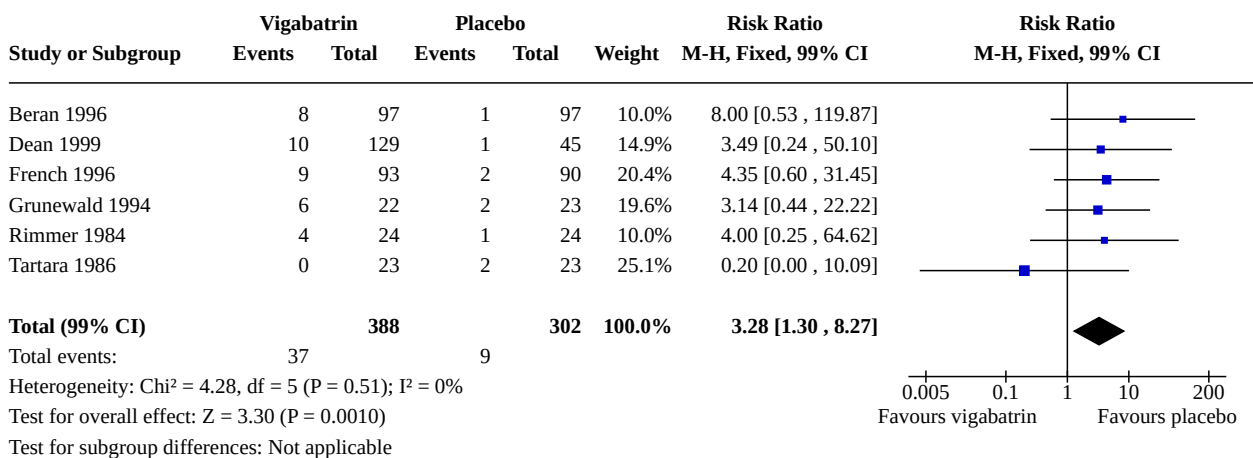 Vigabatrin Placebo Risk Ratio Risk Ratio
Study or Subgroup Events Total Events Total Weight M-H, Fixed, 99% CI M-H, Fixed, 99% CI
Beran 1996 8 97 1 97 10.0% 8.00 [0.53 , 119.87]
Dean 1999 10 129 1 45 14.9% 3.49 [0.24 , 50.10]
French 1996 9 93 2 90 20.4% 4.35 [0.60 , 31.45]
Grunewald 1994 6 22 2 23 19.6% 3.14 [0.44 , 22.22]
Rimmer 1984 4 24 1 24 10.0% 4.00 [0.25 , 64.62]
Tartara 1986 0 23 2 23 25.1% 0.20 [0.00 , 10.09]
Total (99% CI) 388 302 100.0% 3.28 [1.30 , 8.27]
Total events: 37 9
Heterogeneity: Chi² = 4.28, df = 5 (P = 0.51); I² = 0%
0.005 0.1 1 10 200
Test for overall effect: Z = 3.30 (P = 0.0010)
Favours vigabatrin Favours placebo
Test for subgroup differences: Not applicable